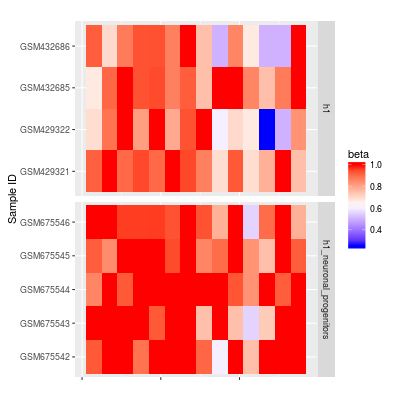 GSM432686
GSM432685
GSM429322
GSM429321
h1
GSM675546
GSM675545
GSM675544
GSM675543
GSM675542
h1_neuronal_progenitors
Sample ID
beta
1.0
0.8
0.6
0.4